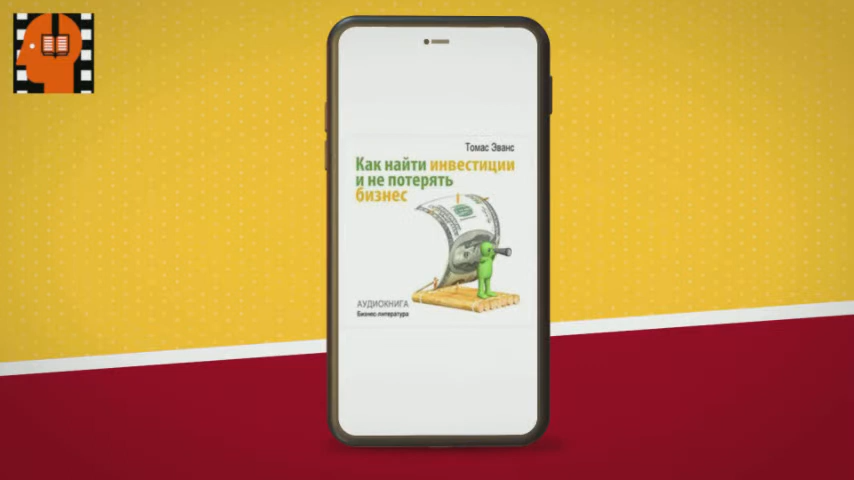 Томас Эванс
Как найти инвестиции
и не потерять
бизнес
АУДИОКНИГА
Бизнес-литература